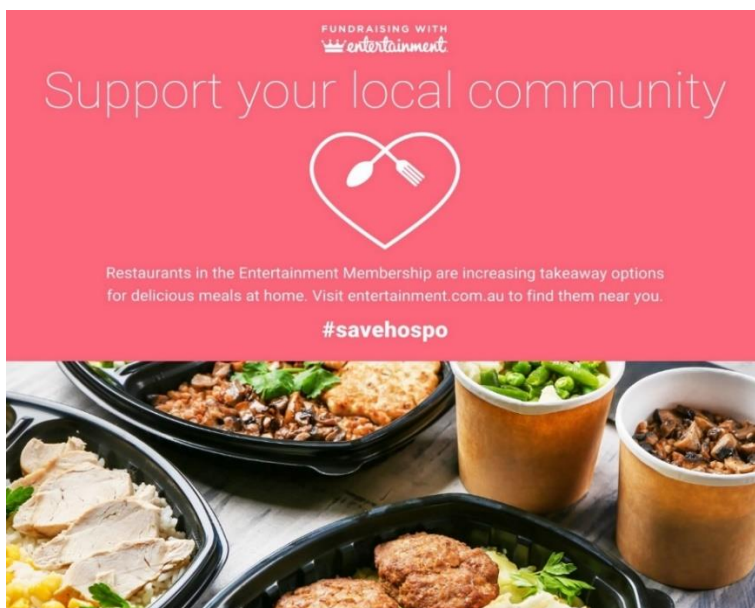 FUNDRAISING WITH
entertainment
Support your local community
Restaurants in the Entertainment Membership are increasing takeaway options
for delicious meals at home. Visit entertainment.com.au to find them near you.
#savehospo